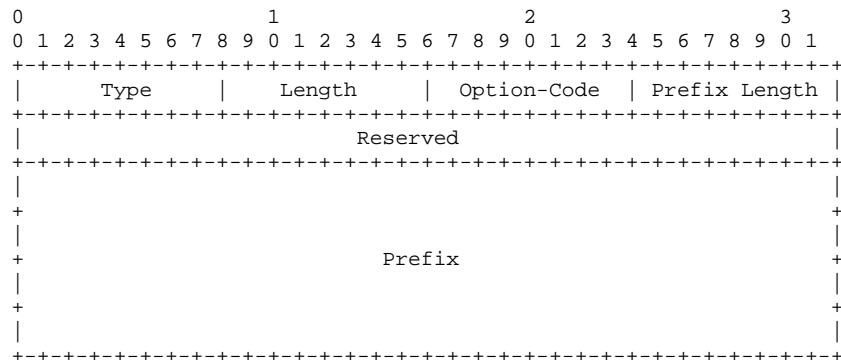 0                   1                   2                   3
0 1 2 3 4 5 6 7 8 9 0 1 2 3 4 5 6 7 8 9 0 1 2 3 4 5 6 7 8 9 0 1
+-+-+-+-+-+-+-+-+-+-+-+-+-+-+-+-+-+-+-+-+-+-+-+-+-+-+-+-+-+-+-+-+
|      Type     |    Length     |  Option-Code  | Prefix Length |
+-+-+-+-+-+-+-+-+-+-+-+-+-+-+-+-+-+-+-+-+-+-+-+-+-+-+-+-+-+-+-+-+
|                          Reserved                             |
+-+-+-+-+-+-+-+-+-+-+-+-+-+-+-+-+-+-+-+-+-+-+-+-+-+-+-+-+-+-+-+-+
|                                                               |
+                                                               +
|                                                               |
+                            Prefix                             +
|                                                               |
+                                                               +
|                                                               |
+-+-+-+-+-+-+-+-+-+-+-+-+-+-+-+-+-+-+-+-+-+-+-+-+-+-+-+-+-+-+-+-+